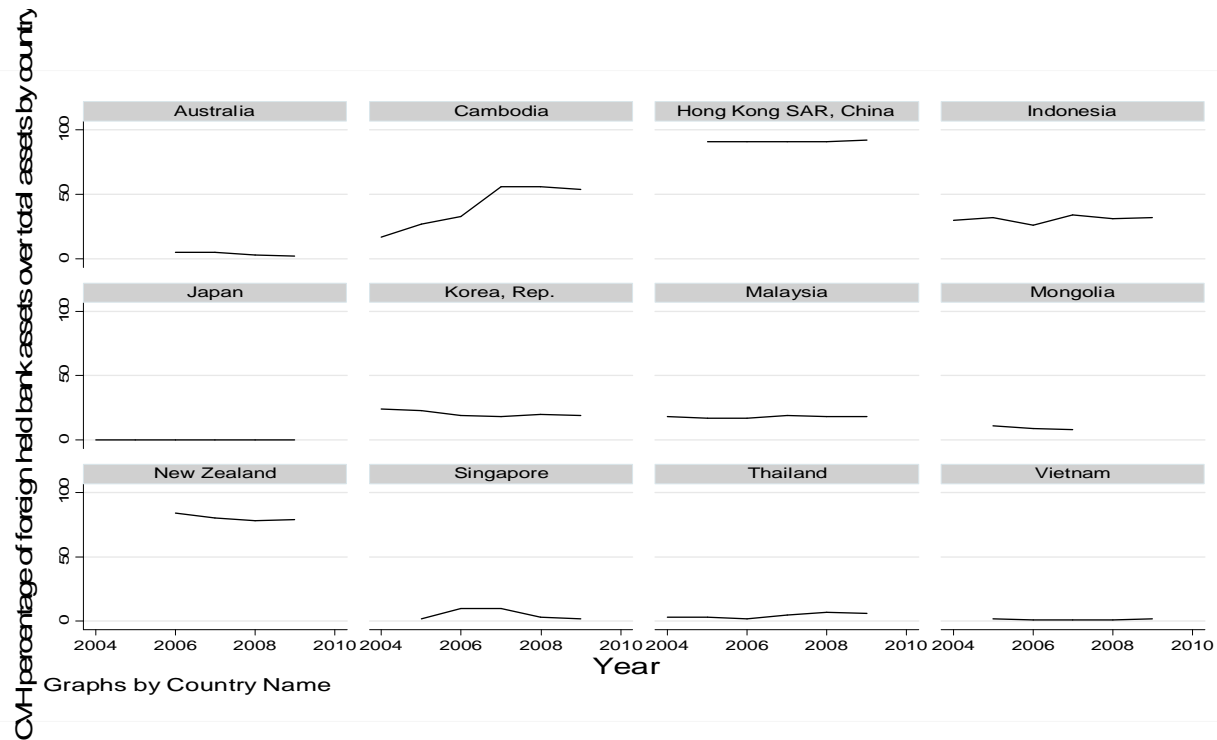 CVH percentage of foreign held bank assets over total assets by country
Australia
Cambodia
Hong Kong SAR, China
Indonesia
0 50 100
Japan
Korea, Rep.
Malaysia
Mongolia
0 50 100
New Zealand
Singapore
Thailand
Vietnam
0 50 100
2004 2006 2008 2010
2004 2006 2008 2010
2004 2006 2008 2010
2004 2006 2008 2010
Year
Graphs by Country Name